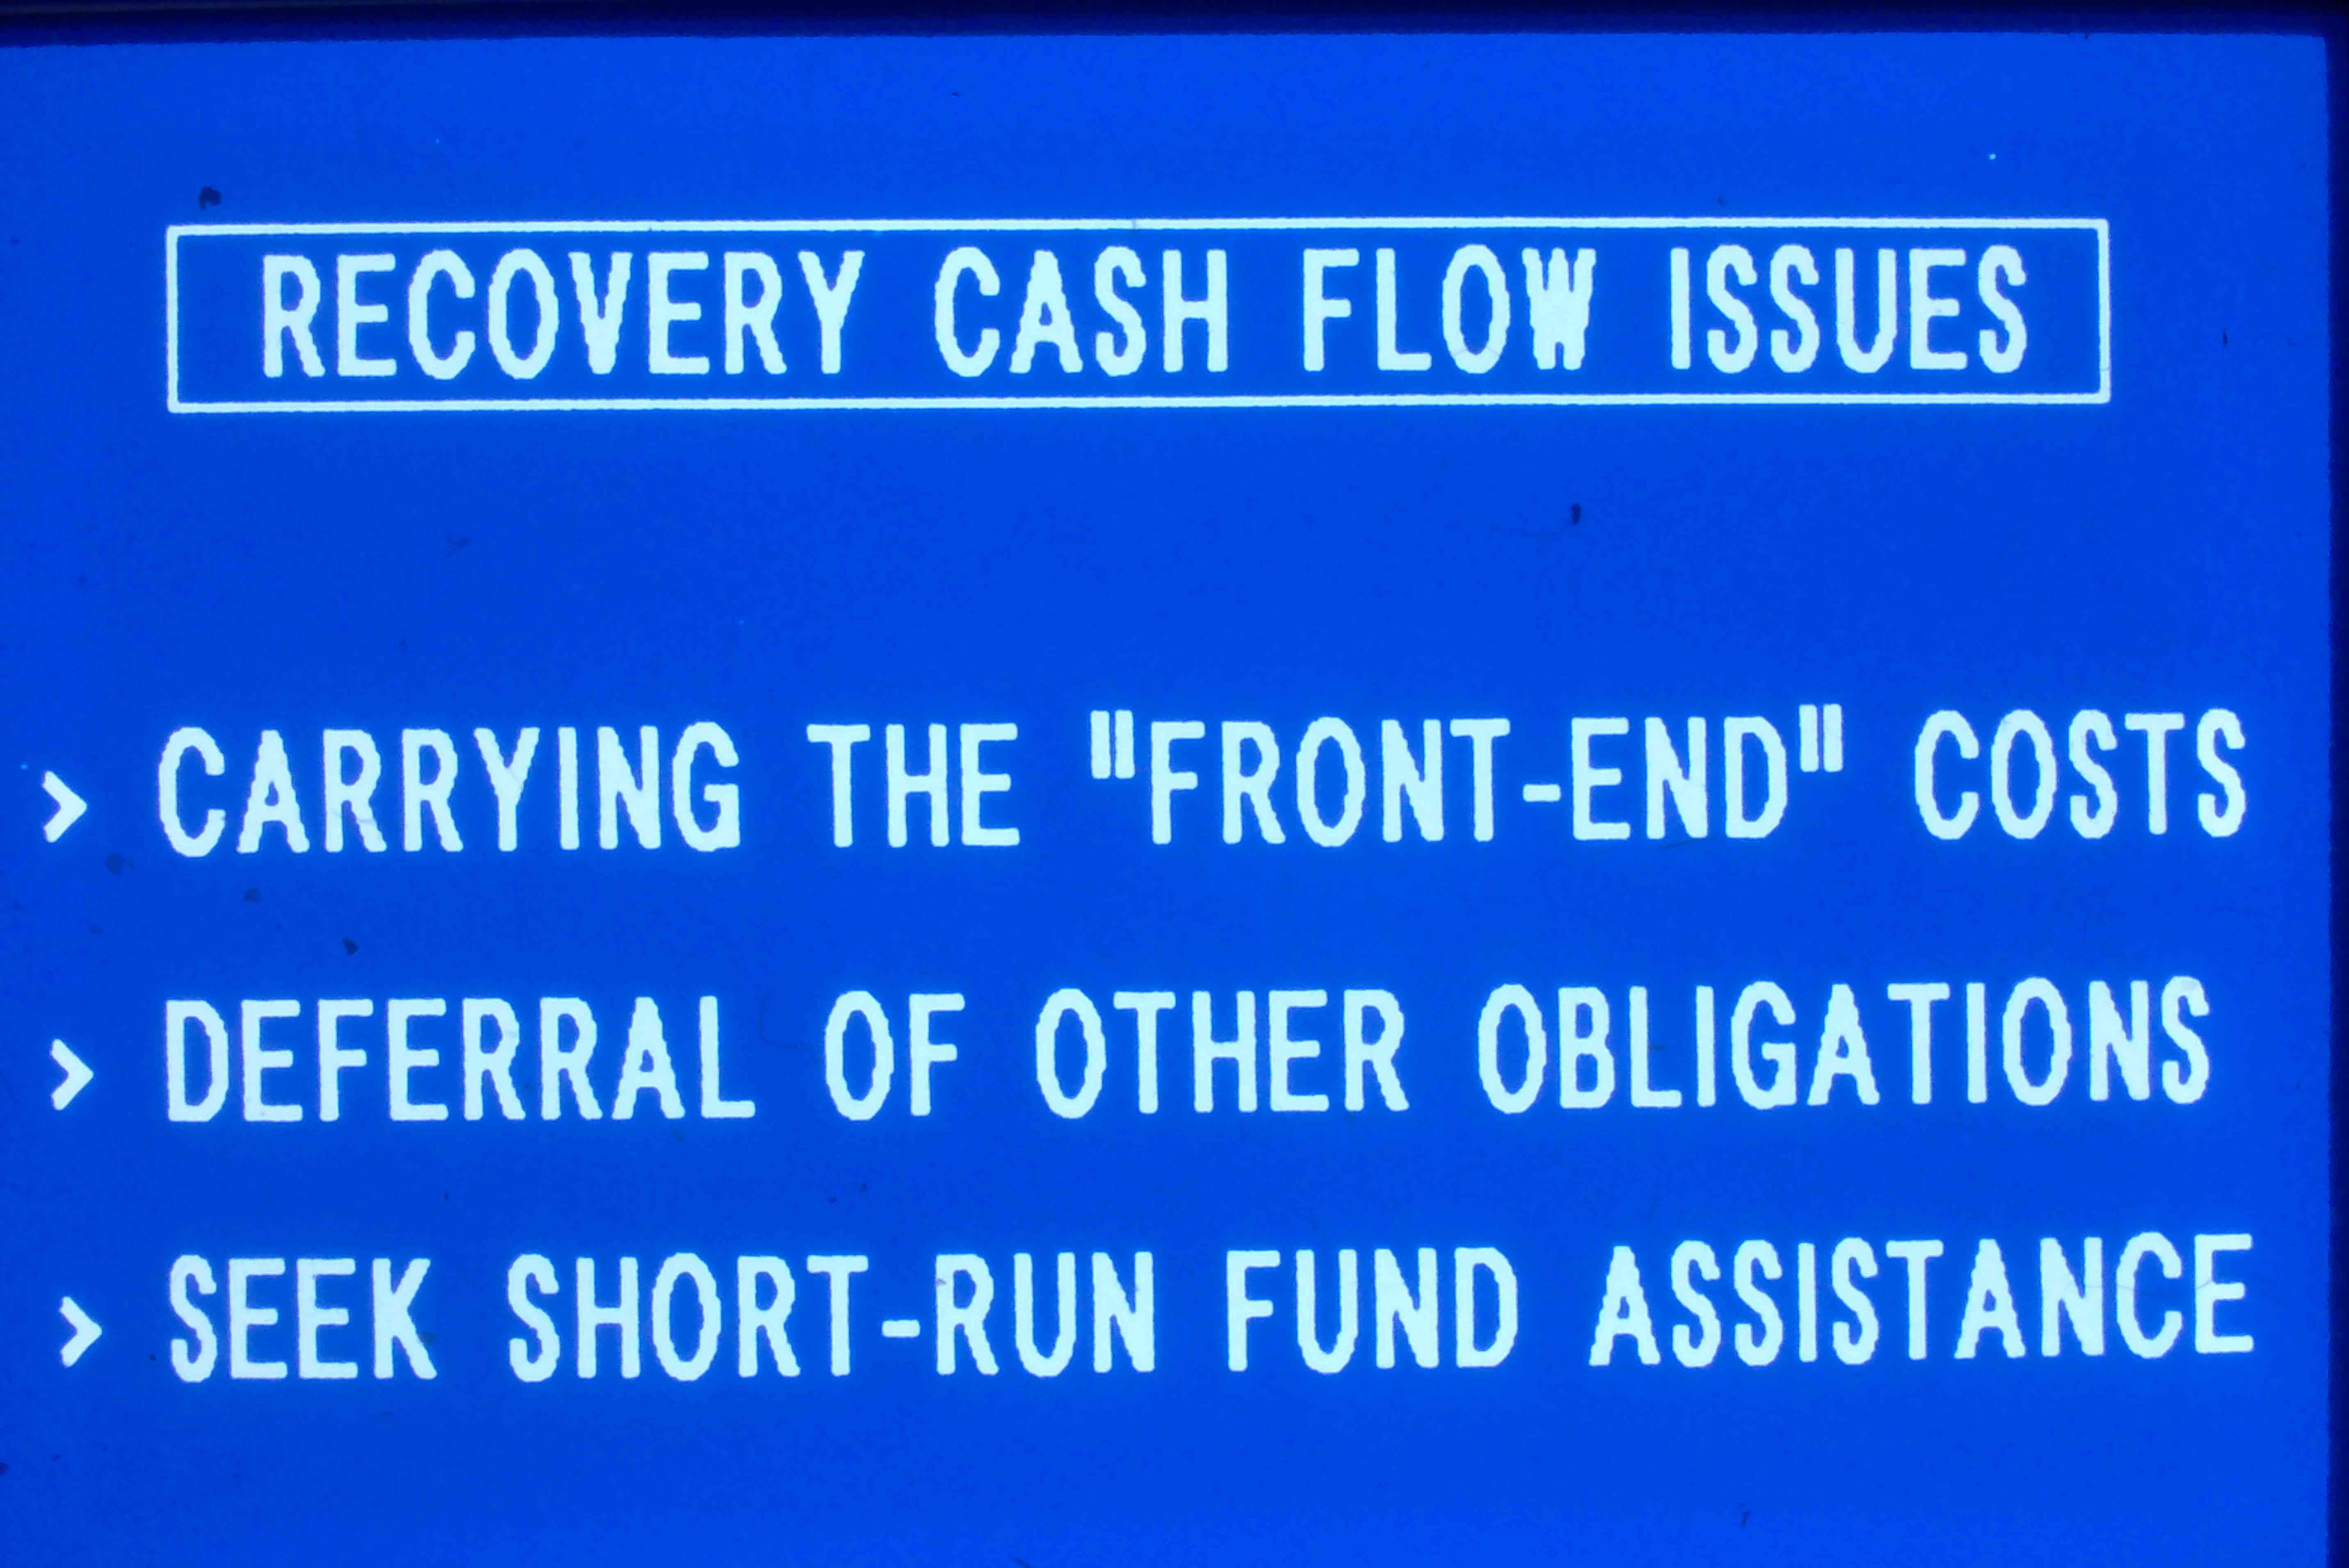 RECOVERY CASH FLOW ISSUES
> CARRYING THE "FRONT-END" COSTS
> DEFERRAL OF OTHER OBLIGATIONS
> SEEK SHORT-RUN FUND ASSISTANCE